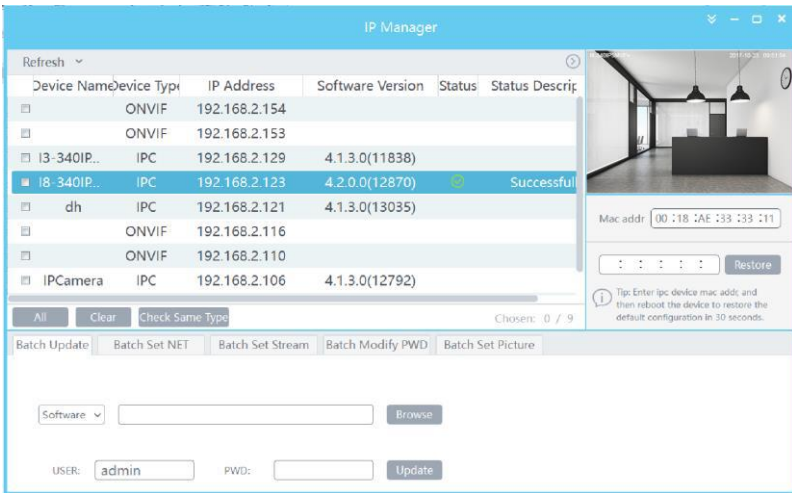 IP Manager
Refresh
Device Name Device Type IP Address Software Version Status Status Descrip
ONVIF 192.168.2.154
ONVIF 192.168.2.153
I3-340IP... IPC 192.168.2.129 4.1.3.0(11838)
I8-340IP... IPC 192.168.2.123 4.2.0.0(12870) Successfull
dh IPC 192.168.2.121 4.1.3.0(13035)
ONVIF 192.168.2.116
ONVIF 192.168.2.110
IPCamera IPC 192.168.2.106 4.1.3.0(12792)
All Clear Check Same Type Chosen: 0 / 9
Mac addr 00 :18 :AE :33 :33 :11
: : : : : Restore
Tip: Enter ipc device mac addr, and
then reboot the device to restore the
default configuration in 30 seconds.
Batch Update Batch Set NET Batch Set Stream Batch Modify PWD Batch Set Picture
Software Browse
USER: admin PWD: Update